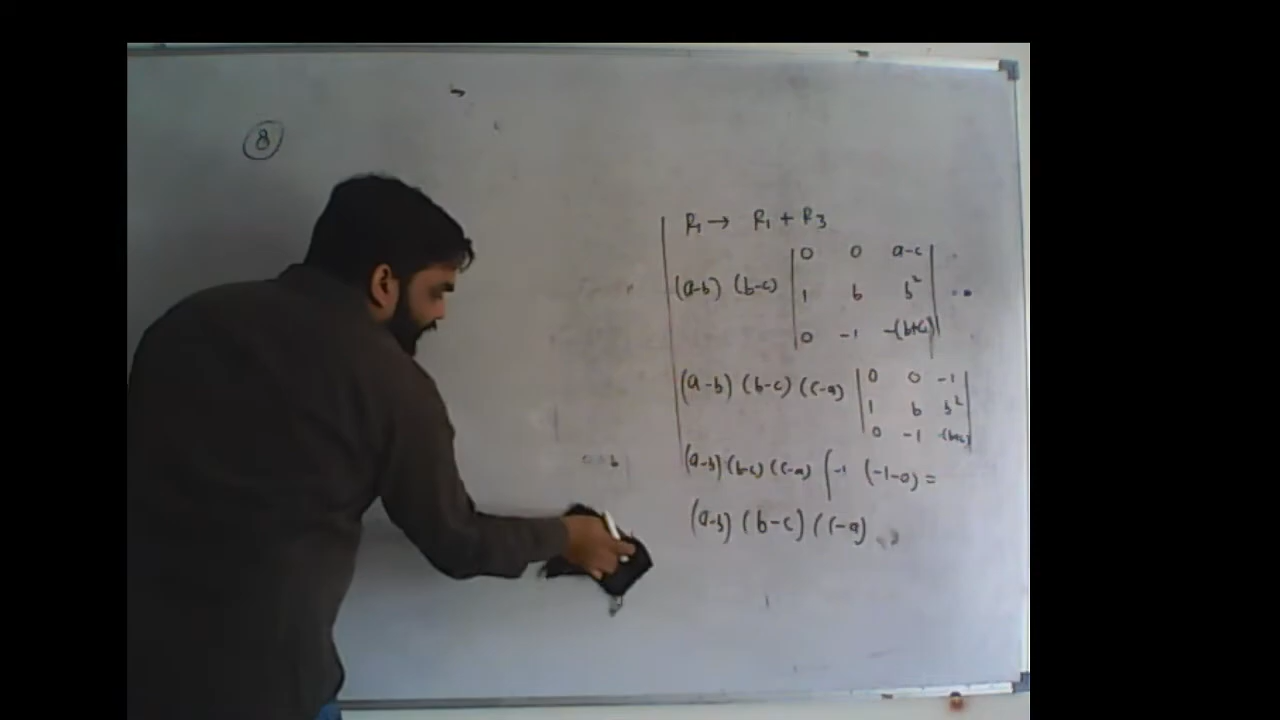 8
R₁ → R₁ + R₃
(a-b) (b-c) | 0 0 a-c |
| 1 b b² |
| 0 -1 -(b+c) |
(a-b) (b-c) (c-a) | 0 0 -1 |
| 1 b b² |
| 0 -1 -(b+c) |
(a-b) (b-c) (c-a) ( -1 (-1-0) =
(a-b) (b-c) (c-a)